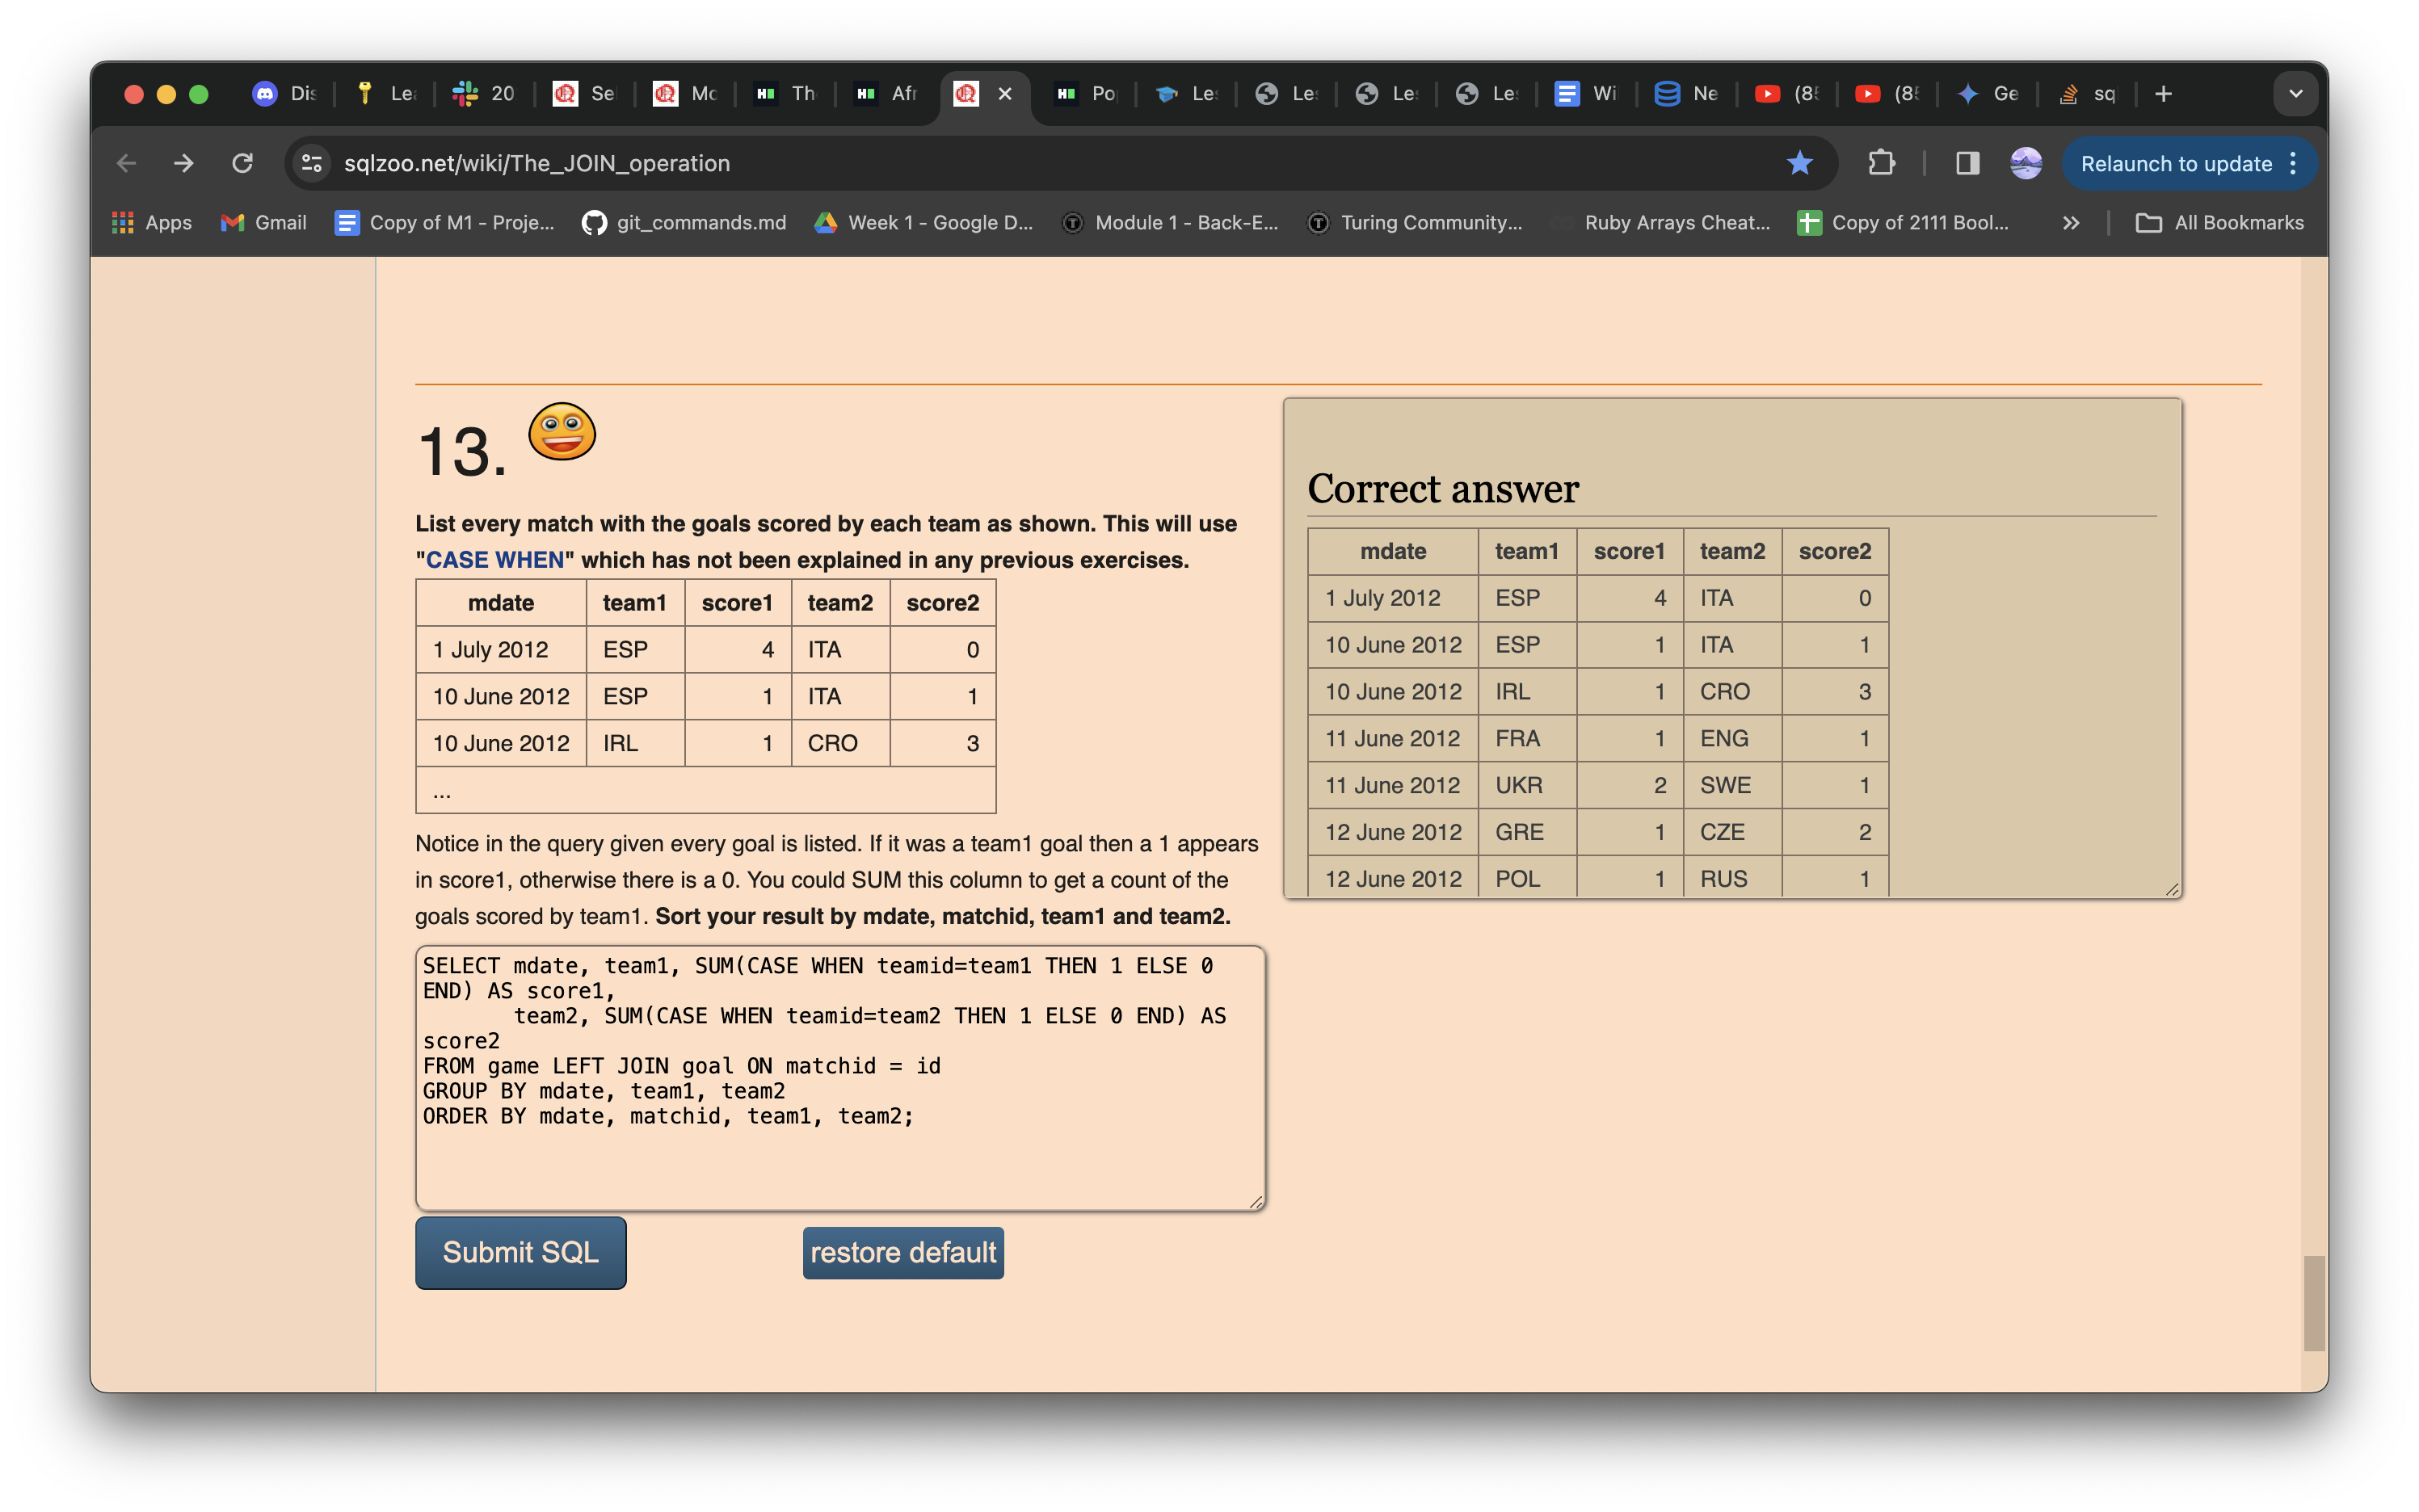 Dis
Lea
20
Se
Mo
Th
Afr
Po
Le
Le
Le
Le
Wi
Ne
(8
(8
Ge
sq
sqlzoo.net/wiki/The_JOIN_operation
Relaunch to update
Apps
Gmail
Copy of M1 - Proje...
git_commands.md
Week 1 - Google D...
Module 1 - Back-E...
Turing Community...
Ruby Arrays Cheat...
Copy of 2111 Bool...
All Bookmarks
13.
List every match with the goals scored by each team as shown. This will use
"CASE WHEN" which has not been explained in any previous exercises.
mdate team1 score1 team2 score2
1 July 2012 ESP 4 ITA 0
10 June 2012 ESP 1 ITA 1
10 June 2012 IRL 1 CRO 3
...
Notice in the query given every goal is listed. If it was a team1 goal then a 1 appears
in score1, otherwise there is a 0. You could SUM this column to get a count of the
goals scored by team1. Sort your result by mdate, matchid, team1 and team2.
SELECT mdate, team1, SUM(CASE WHEN teamid=team1 THEN 1 ELSE 0
END) AS score1,
team2, SUM(CASE WHEN teamid=team2 THEN 1 ELSE 0 END) AS
score2
FROM game LEFT JOIN goal ON matchid = id
GROUP BY mdate, team1, team2
ORDER BY mdate, matchid, team1, team2;
Submit SQL
restore default
Correct answer
mdate team1 score1 team2 score2
1 July 2012 ESP 4 ITA 0
10 June 2012 ESP 1 ITA 1
10 June 2012 IRL 1 CRO 3
11 June 2012 FRA 1 ENG 1
11 June 2012 UKR 2 SWE 1
12 June 2012 GRE 1 CZE 2
12 June 2012 POL 1 RUS 1